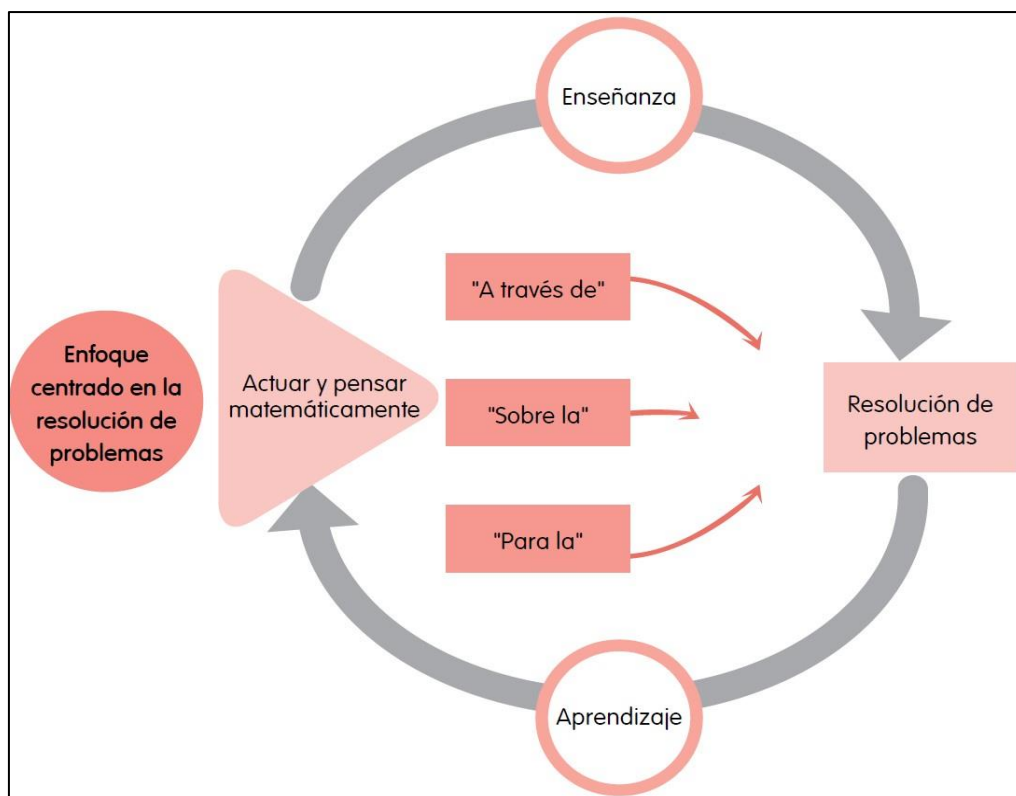 Enseñanza
"A través de"
Enfoque
centrado en la
resolución de
problemas
Actuar y pensar
matemáticamente
"Sobre la"
Resolución de
problemas
"Para la"
Aprendizaje